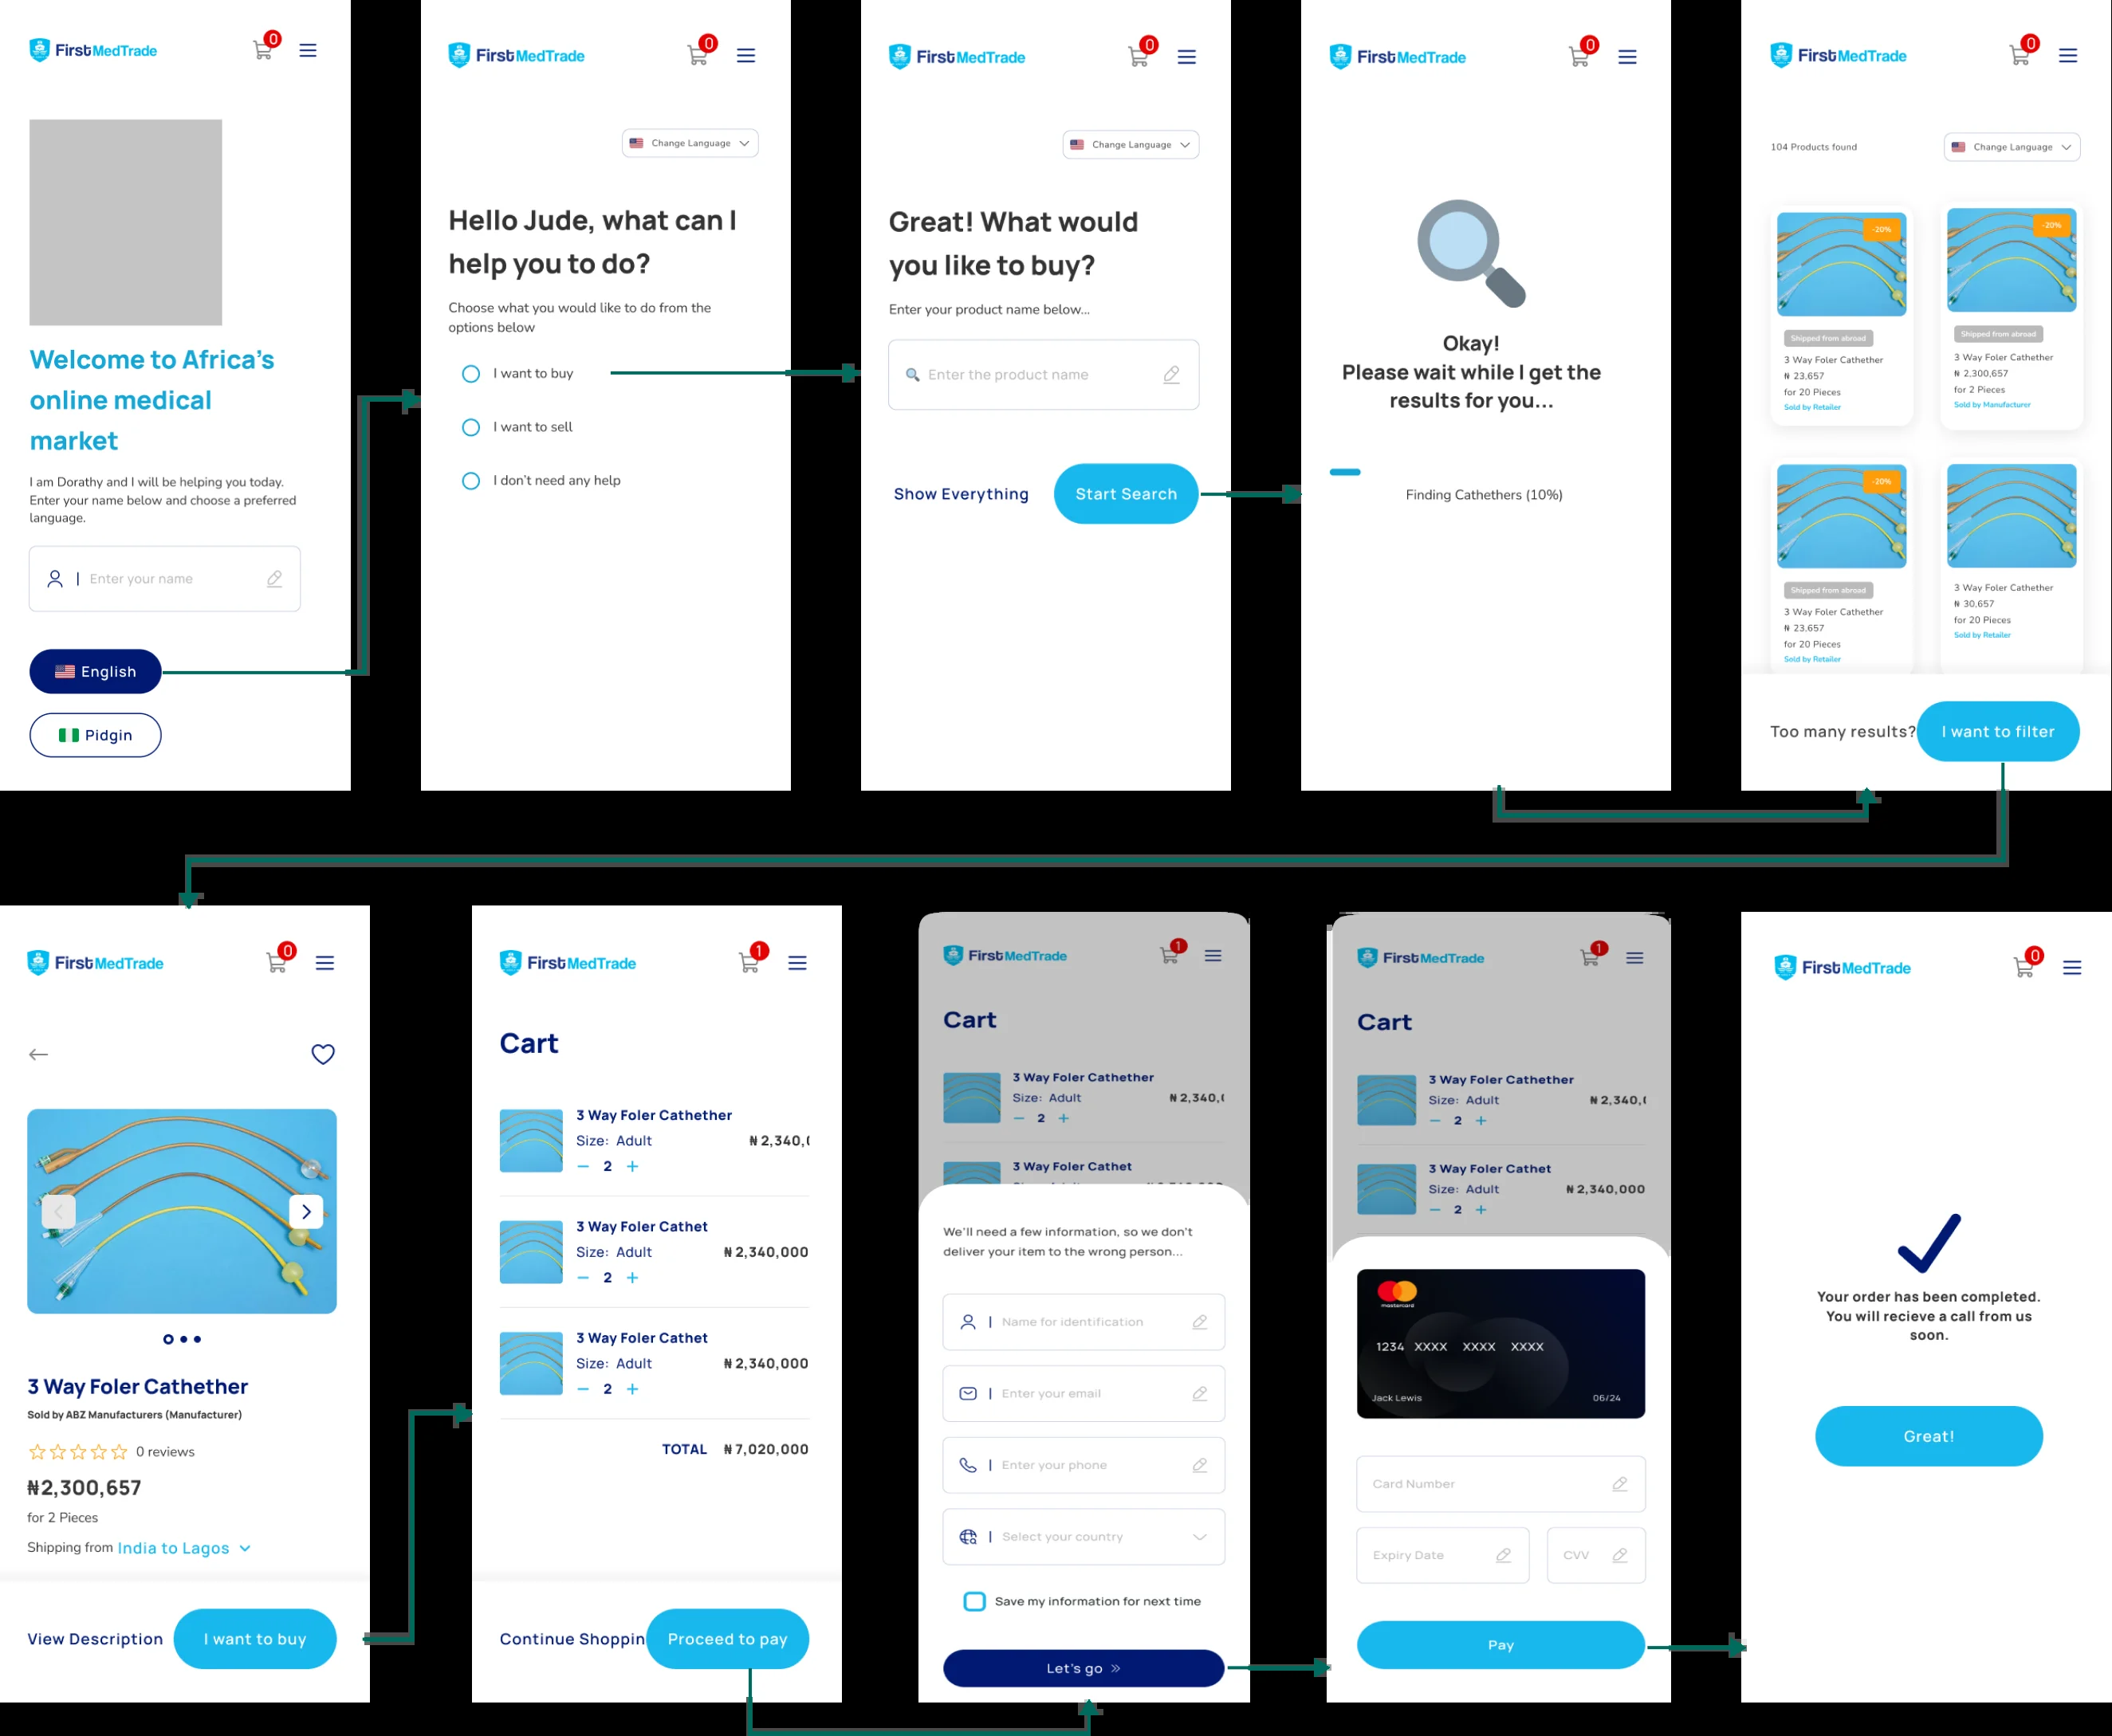 FirstMedTrade
0
Welcome to Africa's
online medical
market
I am Dorathy and I will be helping you today.
Enter your name below and choose a preferred
language.
Enter your name
English
Pidgin
FirstMedTrade
0
Change Language
Hello Jude, what can I
help you to do?
Choose what you would like to do from the
options below
I want to buy
I want to sell
I don't need any help
FirstMedTrade
0
Change Language
Great! What would
you like to buy?
Enter your product name below...
Enter the product name
Show Everything
Start Search
FirstMedTrade
0
Okay!
Please wait while I get the
results for you...
Finding Cathethers (10%)
FirstMedTrade
0
104 Products found
Change Language
-20%
Shipped from abroad
3 Way Foler Cathether
₦ 23,657
for 20 Pieces
Sold by Retailer
-20%
Shipped from abroad
3 Way Foler Cathether
₦ 2,300,657
for 2 Pieces
Sold by Manufacturer
-20%
Shipped from abroad
3 Way Foler Cathether
₦ 23,657
for 20 Pieces
Sold by Retailer
3 Way Foler Cathether
₦ 30,657
for 20 Pieces
Sold by Retailer
Too many results?
I want to filter
FirstMedTrade
0
3 Way Foler Cathether
Sold by ABZ Manufacturers (Manufacturer)
0 reviews
₦2,300,657
for 2 Pieces
Shipping from India to Lagos
View Description
I want to buy
FirstMedTrade
1
Cart
3 Way Foler Cathether
Size: Adult
₦ 2,340,(
2
3 Way Foler Cathet
Size: Adult
₦ 2,340,000
2
3 Way Foler Cathet
Size: Adult
₦ 2,340,000
2
TOTAL ₦ 7,020,000
Continue Shoppin
Proceed to pay
FirstMedTrade
1
Cart
3 Way Foler Cathether
Size: Adult
₦ 2,340,(
2
3 Way Foler Cathet
We'll need a few information, so we don't
deliver your item to the wrong person...
Name for identification
Enter your email
Enter your phone
Select your country
Save my information for next time
Let's go
FirstMedTrade
1
Cart
3 Way Foler Cathether
Size: Adult
₦ 2,340,(
2
3 Way Foler Cathet
Size: Adult
₦ 2,340,000
2
mastercard
1234 XXXX XXXX XXXX
Jack Lewis
06/24
Card Number
Expiry Date
CVV
Pay
FirstMedTrade
0
Your order has been completed.
You will recieve a call from us
soon.
Great!